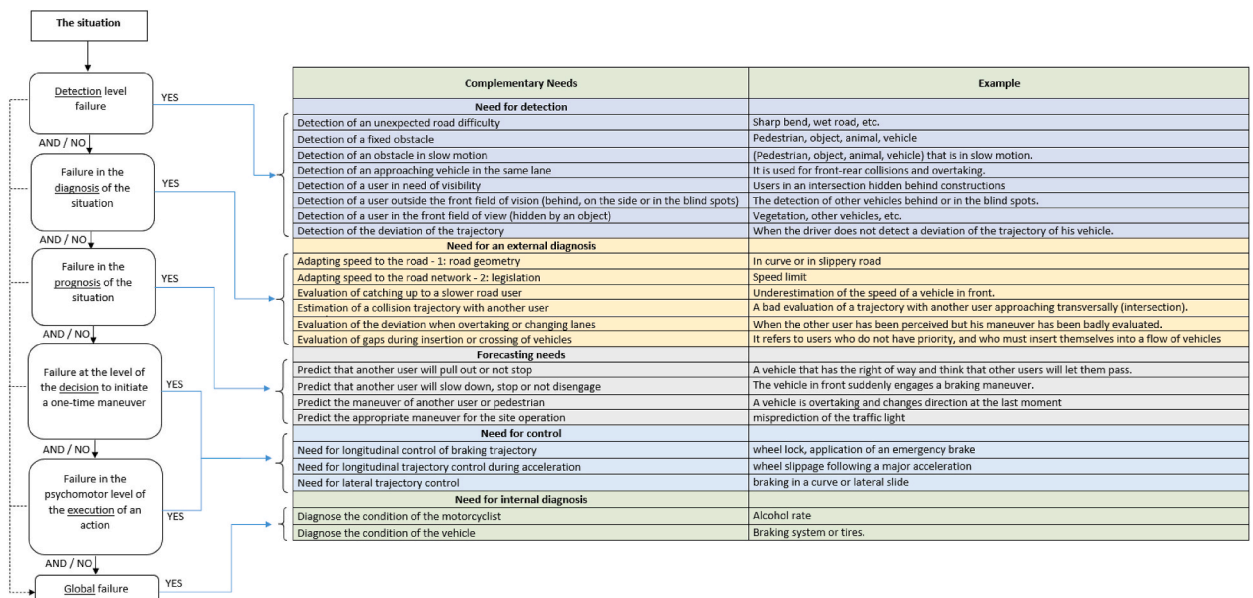 The situation
Detection level
failure
YES
AND / NO
Failure in the
diagnosis of the
situation
YES
AND / NO
Failure in the
prognosis of the
situation
YES
AND / NO
Failure at the level of
the decision to initiate
a one-time maneuver
YES
AND / NO
Failure in the
psychomotor level of
the execution of an
action
YES
AND / NO
Global failure
YES
Complementary Needs Example
Need for detection
Detection of an unexpected road difficulty Sharp bend, wet road, etc.
Detection of a fixed obstacle Pedestrian, object, animal, vehicle
Detection of an obstacle in slow motion (Pedestrian, object, animal, vehicle) that is in slow motion.
Detection of an approaching vehicle in the same lane It is used for front-rear collisions and overtaking.
Detection of a user in need of visibility Users in an intersection hidden behind constructions
Detection of a user outside the front field of vision (behind, on the side or in the blind spots) The detection of other vehicles behind or in the blind spots.
Detection of a user in the front field of view (hidden by an object) Vegetation, other vehicles, etc.
Detection of the deviation of the trajectory When the driver does not detect a deviation of the trajectory of his vehicle.
Need for an external diagnosis
Adapting speed to the road - 1: road geometry In curve or in slippery road
Adapting speed to the road network - 2: legislation Speed limit
Evaluation of catching up to a slower road user Underestimation of the speed of a vehicle in front.
Estimation of a collision trajectory with another user A bad evaluation of a trajectory with another user approaching transversally (intersection).
Evaluation of the deviation when overtaking or changing lanes When the other user has been perceived but his maneuver has been badly evaluated.
Evaluation of gaps during insertion or crossing of vehicles It refers to users who do not have priority, and who must insert themselves into a flow of vehicles
Forecasting needs
Predict that another user will pull out or not stop A vehicle that has the right of way and think that other users will let them pass.
Predict that another user will slow down, stop or not disengage The vehicle in front suddenly engages a braking maneuver.
Predict the maneuver of another user or pedestrian A vehicle is overtaking and changes direction at the last moment
Predict the appropriate maneuver for the site operation misprediction of the traffic light
Need for control
Need for longitudinal control of braking trajectory wheel lock, application of an emergency brake
Need for longitudinal trajectory control during acceleration wheel slippage following a major acceleration
Need for lateral trajectory control braking in a curve or lateral slide
Need for internal diagnosis
Diagnose the condition of the motorcyclist Alcohol rate
Diagnose the condition of the vehicle Braking system or tires.